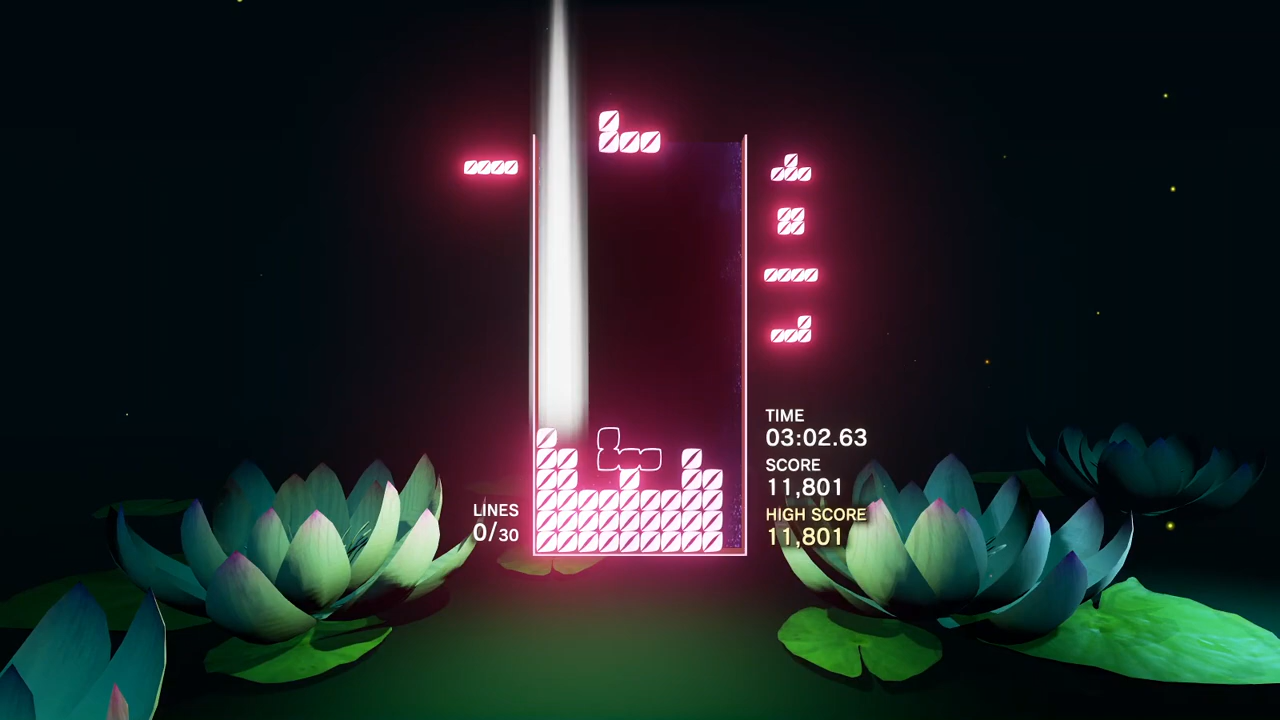 LINES
0/30
TIME
03:02.63
SCORE
11,801
HIGH SCORE
11,801